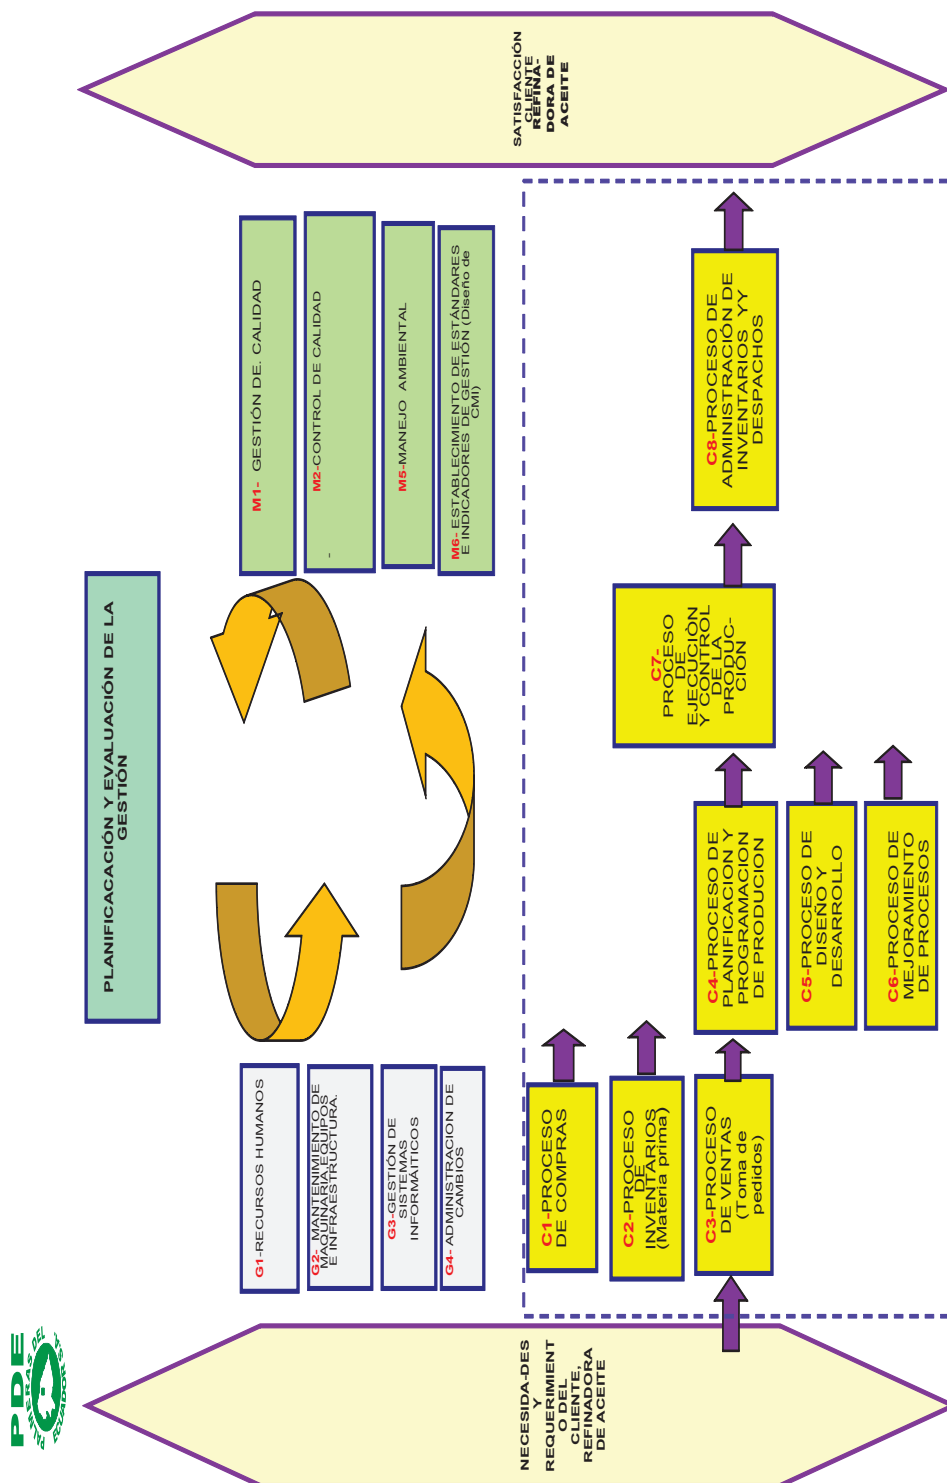 PDE
PALMERAS DEL
ECUADOR S.A.
PLANIFICACACIÓN Y EVALUACIÓN DE LA
GESTIÓN
G1-RECURSOS HUMANOS
G2- MANTENIMIENTO DE
MAQUINARIA,EQUIPOS
E INFRAESTRUCTURA.
G3-GESTIÓN DE
SISTEMAS
INFORMÁITICOS
G4- ADMINISTRACION DE
CAMBIOS
M1- GESTIÓN DE. CALIDAD
M2-CONTROL DE CALIDAD
-
M5-MANEJO AMBIENTAL
M6- ESTABLECIMIENTO DE ESTÁNDARES
E INDICADORES DE GESTIÓN (Diseño de
CMI)
NECESIDA-DES
Y
REQUERIMIENT
O DEL
CLIENTE,
REFINADORA
DE ACEITE
C1-PROCESO
DE COMPRAS
C2-PROCESO
DE
INVENTARIOS
(Materia prima)
C3-PROCESO
DE VENTAS
(Toma de
pedidos)
C4-PROCESO DE
PLANIFICACION Y
PROGRAMACION
DE PRODUCION
C5-PROCESO DE
DISEÑO Y
DESARROLLO
C6-PROCESO DE
MEJORAMIENTO
DE PROCESOS
C7-
PROCESO
DE
EJECUCIÓN
Y CONTROL
DE LA
PRODUC-
CIÓN
C8-PROCESO DE
ADMINISTRACIÓN DE
INVENTARIOS YY
DESPACHOS
SATISFACCIÓN
CLIENTE
REFINA-
DORA DE
ACEITE